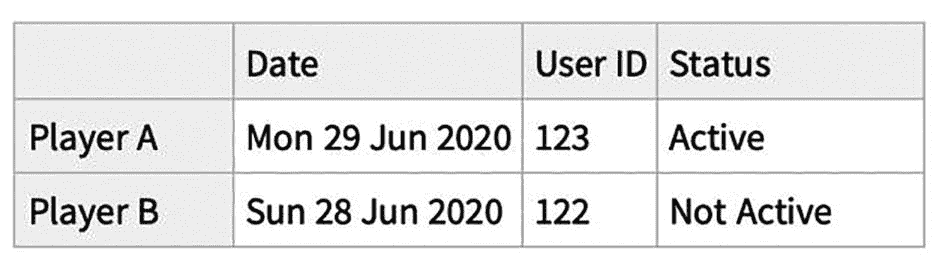 Date User ID Status
Player A Mon 29 Jun 2020 123 Active
Player B Sun 28 Jun 2020 122 Not Active